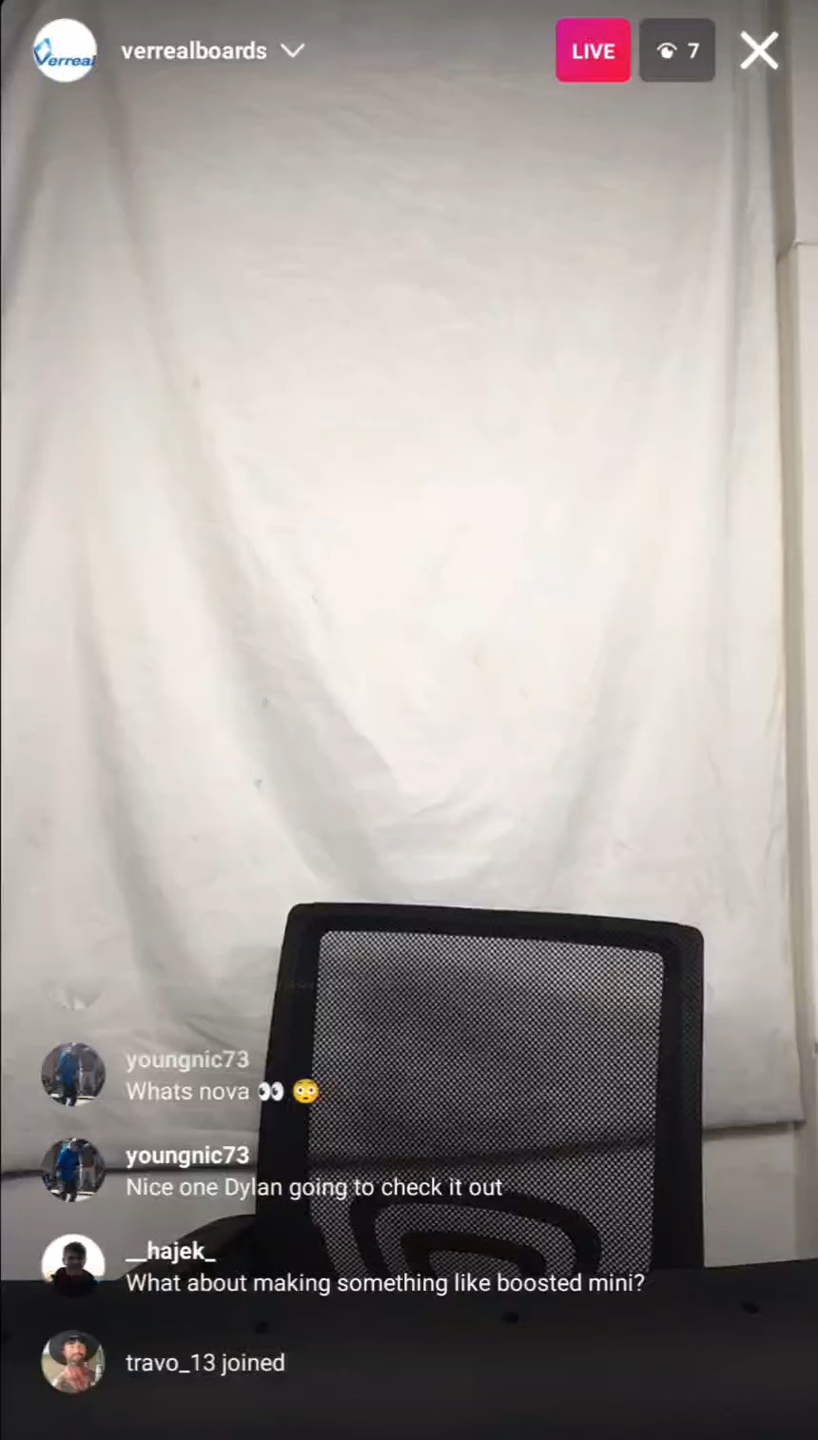 Verreal
verrealboards
LIVE
7
youngnic73
Whats nova 👀 😳
youngnic73
Nice one Dylan going to check it out
__hajek_
What about making something like boosted mini?
travo_13 joined